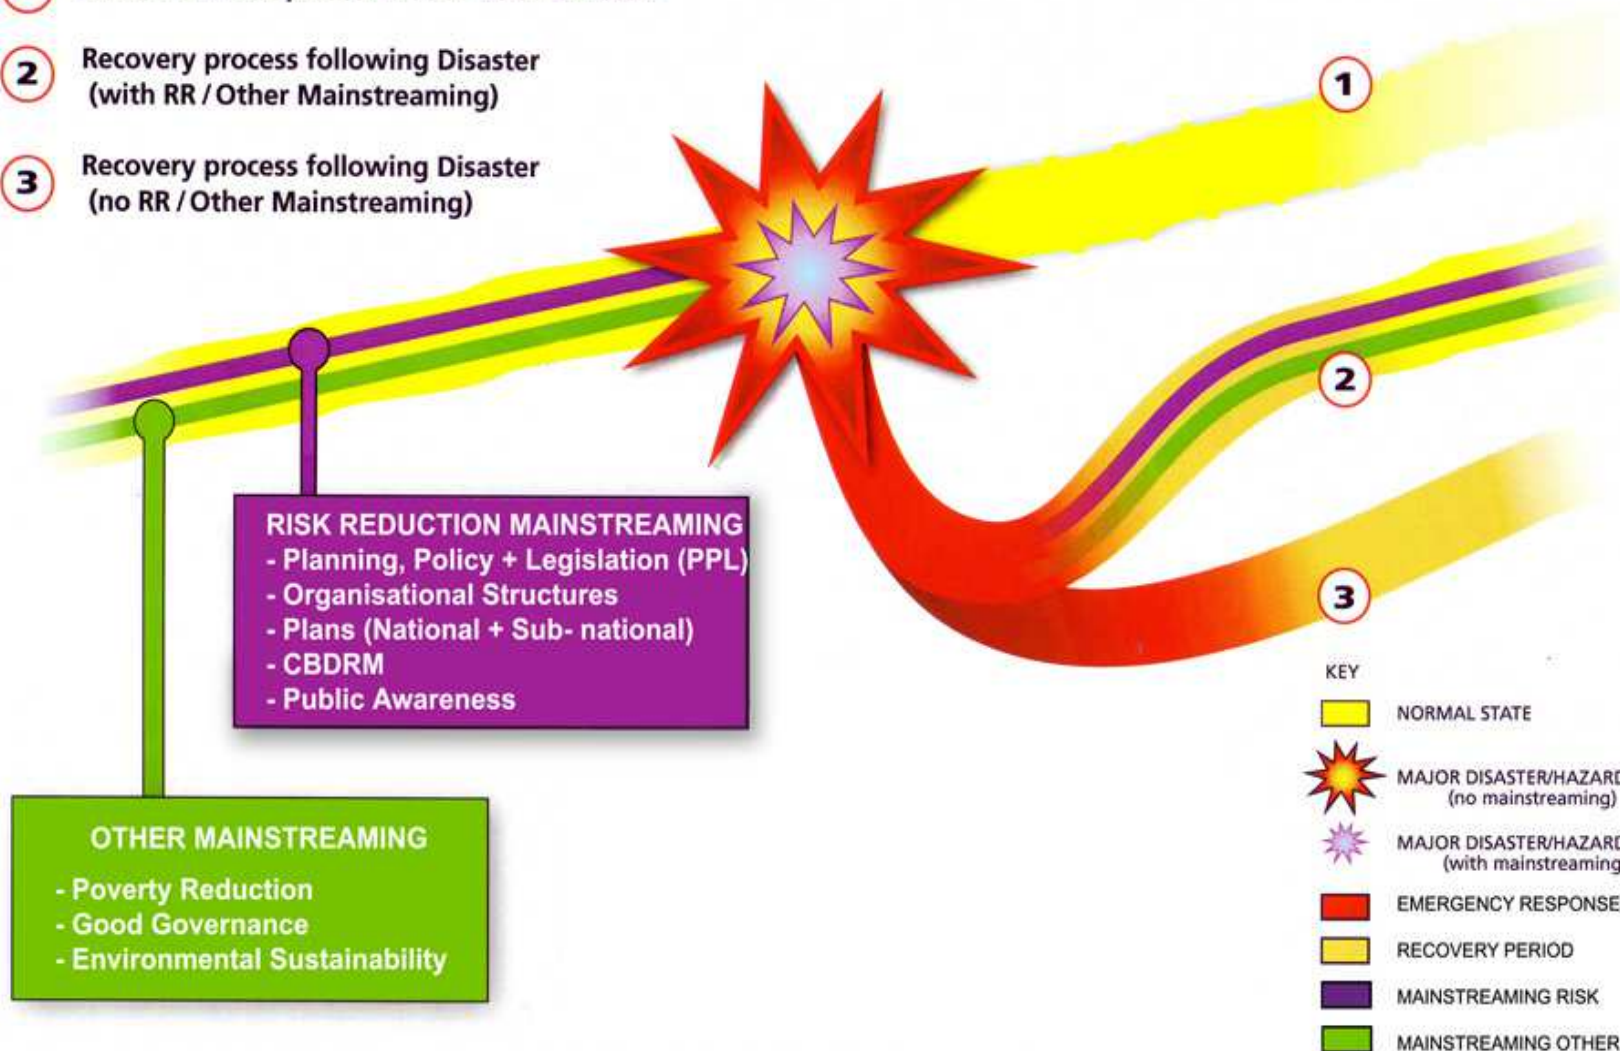 2 Recovery process following Disaster
(with RR / Other Mainstreaming)
3 Recovery process following Disaster
(no RR / Other Mainstreaming)
1
2
3
RISK REDUCTION MAINSTREAMING
- Planning, Policy + Legislation (PPL)
- Organisational Structures
- Plans (National + Sub- national)
- CBDRM
- Public Awareness
OTHER MAINSTREAMING
- Poverty Reduction
- Good Governance
- Environmental Sustainability
KEY
NORMAL STATE
MAJOR DISASTER/HAZARD
(no mainstreaming)
MAJOR DISASTER/HAZARD
(with mainstreaming
EMERGENCY RESPONSE
RECOVERY PERIOD
MAINSTREAMING RISK
MAINSTREAMING OTHER